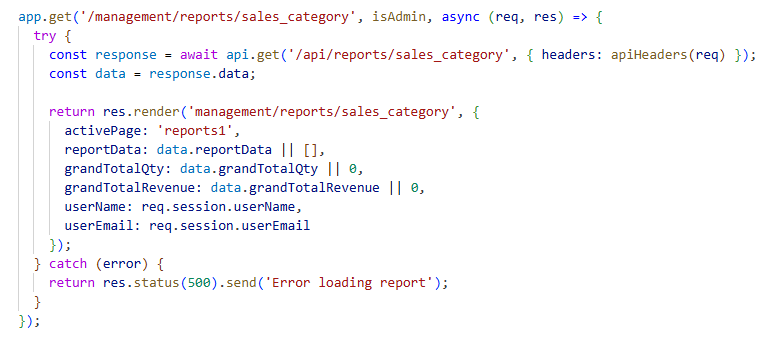 app.get('/management/reports/sales_category', isAdmin, async (req, res) => {
  try {
    const response = await api.get('/api/reports/sales_category', { headers: apiHeaders(req) });
    const data = response.data;

    return res.render('management/reports/sales_category', {
      activePage: 'reports1',
      reportData: data.reportData || [],
      grandTotalQty: data.grandTotalQty || 0,
      grandTotalRevenue: data.grandTotalRevenue || 0,
      userName: req.session.userName,
      userEmail: req.session.userEmail
    });
  } catch (error) {
    return res.status(500).send('Error loading report');
  }
});